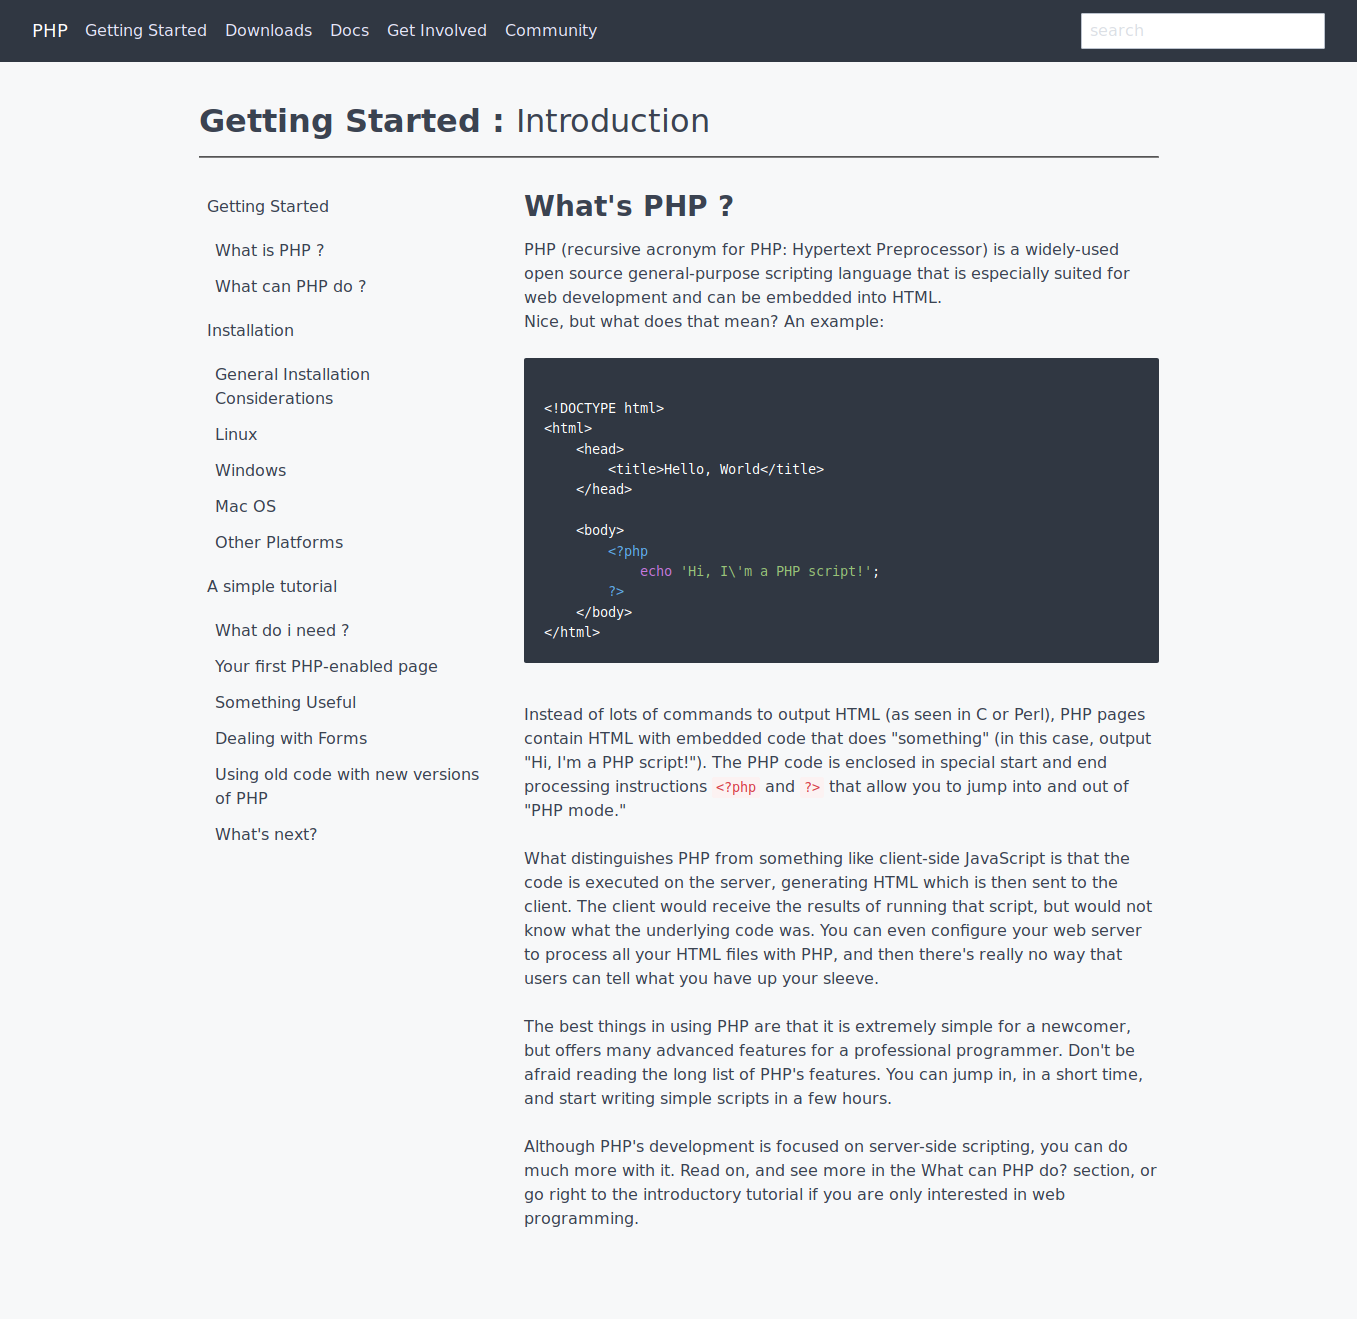 PHP Getting Started Downloads Docs Get Involved Community search
Getting Started : Introduction
Getting Started
What is PHP ?
What can PHP do ?
Installation
General Installation
Considerations
Linux
Windows
Mac OS
Other Platforms
A simple tutorial
What do i need ?
Your first PHP-enabled page
Something Useful
Dealing with Forms
Using old code with new versions
of PHP
What's next?
What's PHP ?
PHP (recursive acronym for PHP: Hypertext Preprocessor) is a widely-used
open source general-purpose scripting language that is especially suited for
web development and can be embedded into HTML.
Nice, but what does that mean? An example:
<!DOCTYPE html>
<html>
    <head>
        <title>Hello, World</title>
    </head>
    <body>
        <?php
            echo 'Hi, I\'m a PHP script!';
        ?>
    </body>
</html>
Instead of lots of commands to output HTML (as seen in C or Perl), PHP pages
contain HTML with embedded code that does "something" (in this case, output
"Hi, I'm a PHP script!"). The PHP code is enclosed in special start and end
processing instructions <?php and ?> that allow you to jump into and out of
"PHP mode."
What distinguishes PHP from something like client-side JavaScript is that the
code is executed on the server, generating HTML which is then sent to the
client. The client would receive the results of running that script, but would not
know what the underlying code was. You can even configure your web server
to process all your HTML files with PHP, and then there's really no way that
users can tell what you have up your sleeve.
The best things in using PHP are that it is extremely simple for a newcomer,
but offers many advanced features for a professional programmer. Don't be
afraid reading the long list of PHP's features. You can jump in, in a short time,
and start writing simple scripts in a few hours.
Although PHP's development is focused on server-side scripting, you can do
much more with it. Read on, and see more in the What can PHP do? section, or
go right to the introductory tutorial if you are only interested in web
programming.